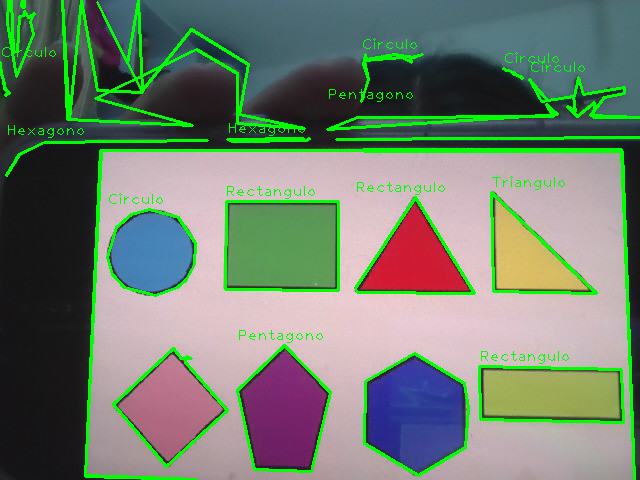 Circulo
Circulo
Circulo
Circulo
Pentagono
Hexagono
Hexagono
Circulo
Rectangulo
Rectangulo
Triangulo
Pentagono
Rectangulo